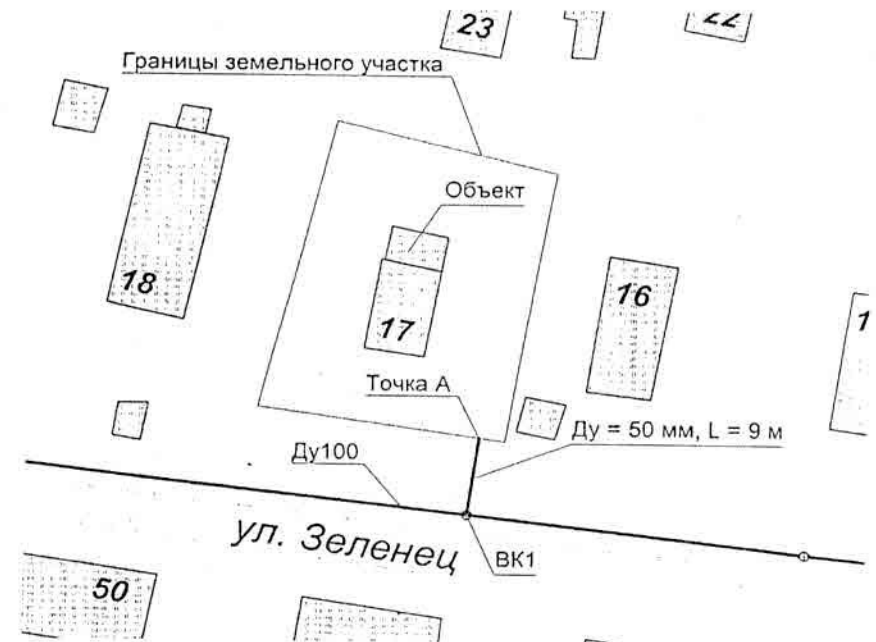 23
22
Границы земельного участка
Объект
18
16
17
1
Точка А
Ду = 50 мм, L = 9 м
Ду100
ул. Зеленец
ВК1
50